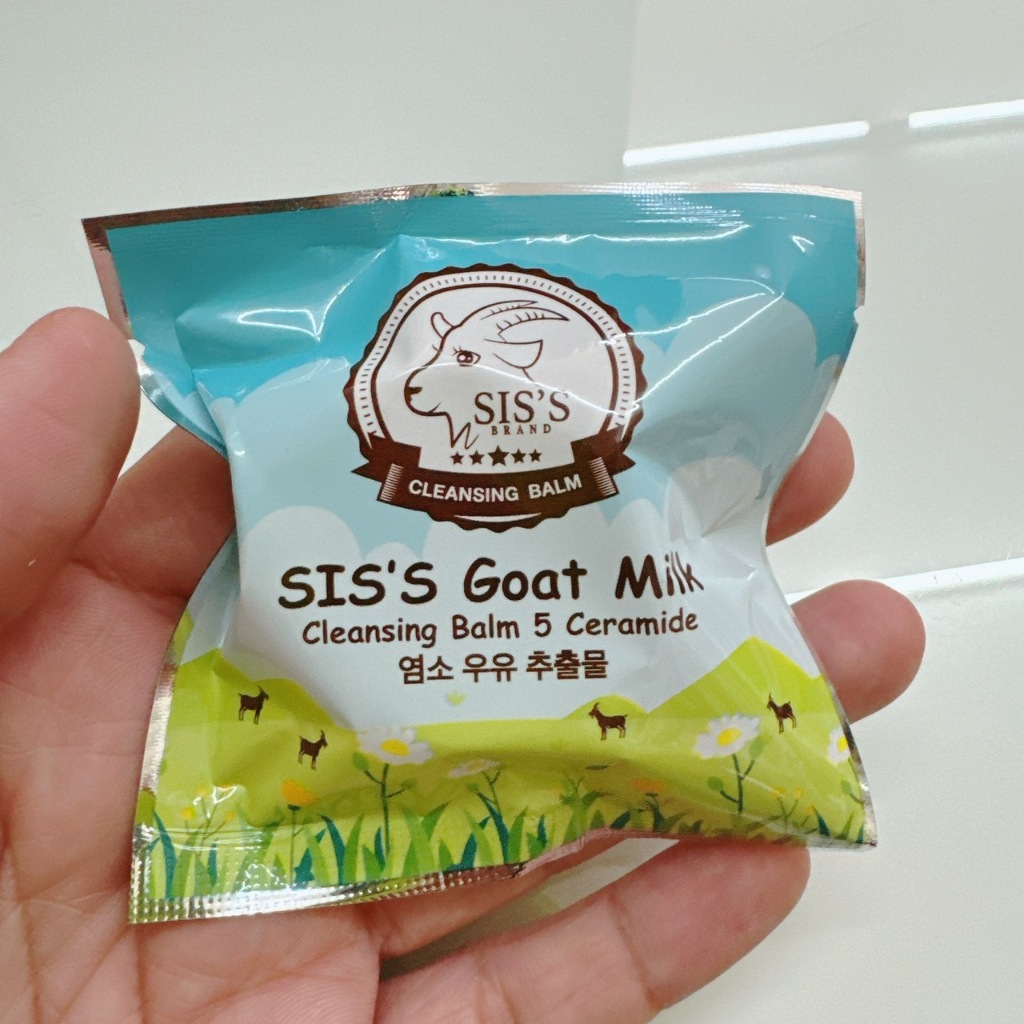 SIS'S
BRAND
CLEANSING BALM
SIS'S Goat Milk
Cleansing Balm 5 Ceramide
염소 우유 추출물